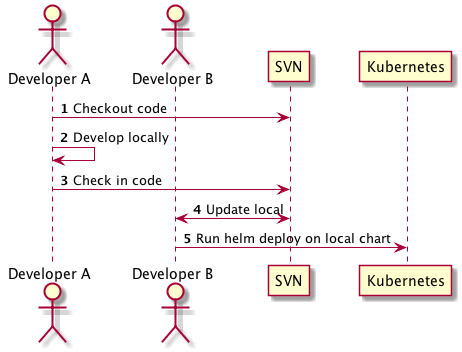 Developer A
Developer B
SVN
Kubernetes
1 Checkout code
2 Develop locally
3 Check in code
4 Update local
5 Run helm deploy on local chart
Developer A
Developer B
SVN
Kubernetes